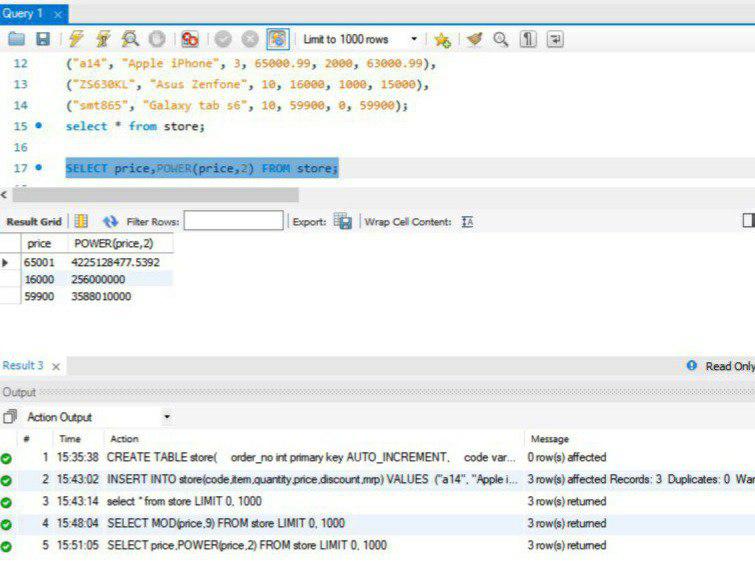 Query 1
Limit to 1000 rows
12 ("a14", "Apple iPhone", 3, 65000.99, 2000, 63000.99),
13 ("ZS630KL", "Asus Zenfone", 10, 16000, 1000, 15000),
14 ("smt865", "Galaxy tab s6", 10, 59900, 0, 59900);
15 select * from store;
16
17 SELECT price,POWER(price,2) FROM store;
Result Grid Filter Rows: Export: Wrap Cell Content:
price POWER(price,2)
65001 4225128477.5392
16000 256000000
59900 3588010000
Result 3 Read Only
Output
Action Output
# Time Action Message
1 15:35:38 CREATE TABLE store( order_no int primary key AUTO_INCREMENT, code var... 0 row(s) affected
2 15:43:02 INSERT INTO store(code,item,quantity,price,discount,mrp) VALUES ("a14", "Apple i... 3 row(s) affected Records: 3 Duplicates: 0 War
3 15:43:14 select * from store LIMIT 0, 1000 3 row(s) returned
4 15:48:04 SELECT MOD(price,9) FROM store LIMIT 0, 1000 3 row(s) returned
5 15:51:05 SELECT price,POWER(price,2) FROM store LIMIT 0, 1000 3 row(s) returned